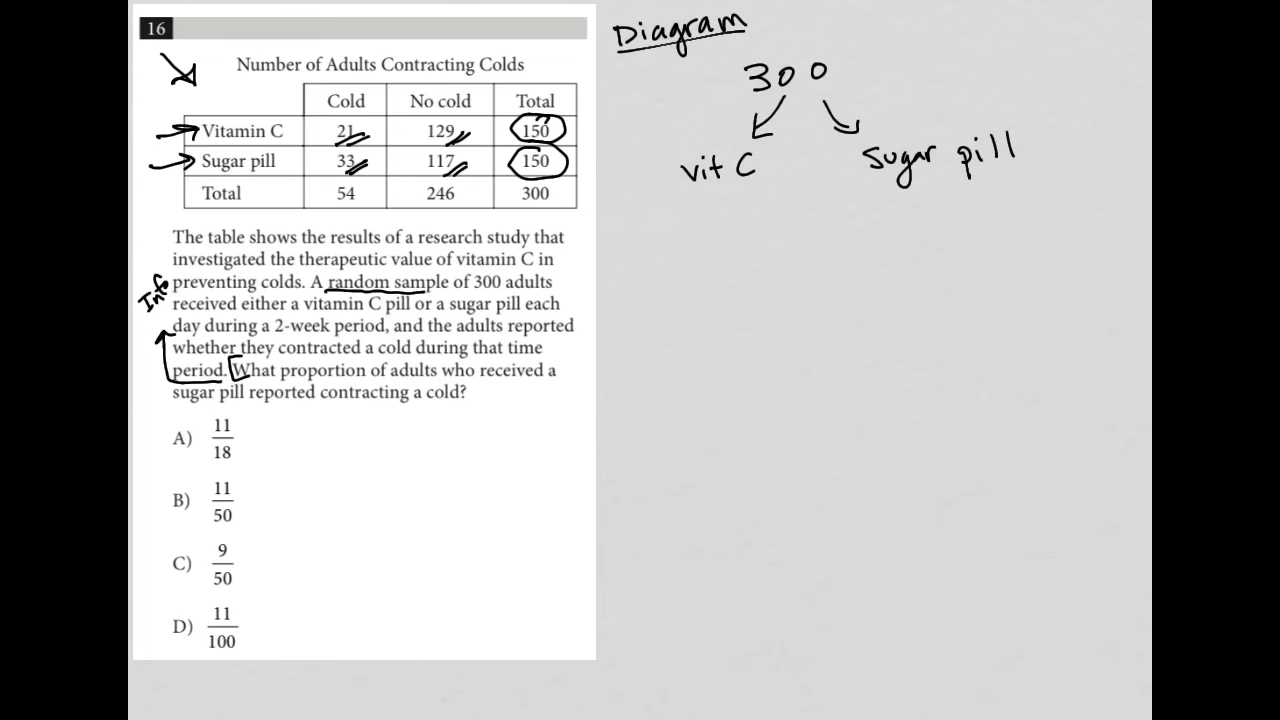 16
Number of Adults Contracting Colds
Cold No cold Total
Vitamin C 21 129 150
Sugar pill 33 117 150
Total 54 246 300
The table shows the results of a research study that
investigated the therapeutic value of vitamin C in
preventing colds. A random sample of 300 adults
received either a vitamin C pill or a sugar pill each
day during a 2-week period, and the adults reported
whether they contracted a cold during that time
period. What proportion of adults who received a
sugar pill reported contracting a cold?
Info
A) 11/18
B) 11/50
C) 9/50
D) 11/100
Diagram
300
vit C sugar pill